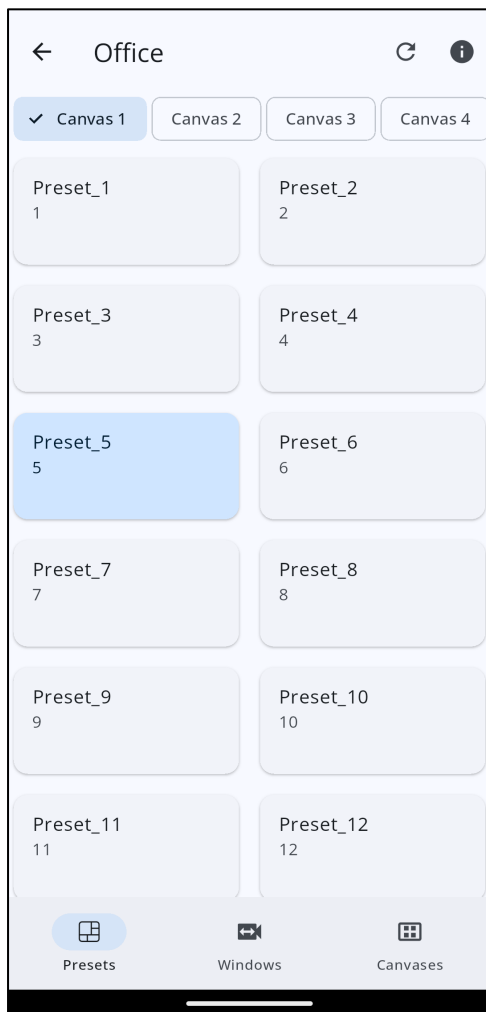 Office
Canvas 1 Canvas 2 Canvas 3 Canvas 4
Preset_1
1
Preset_2
2
Preset_3
3
Preset_4
4
Preset_5
5
Preset_6
6
Preset_7
7
Preset_8
8
Preset_9
9
Preset_10
10
Preset_11
11
Preset_12
12
Presets Windows Canvases